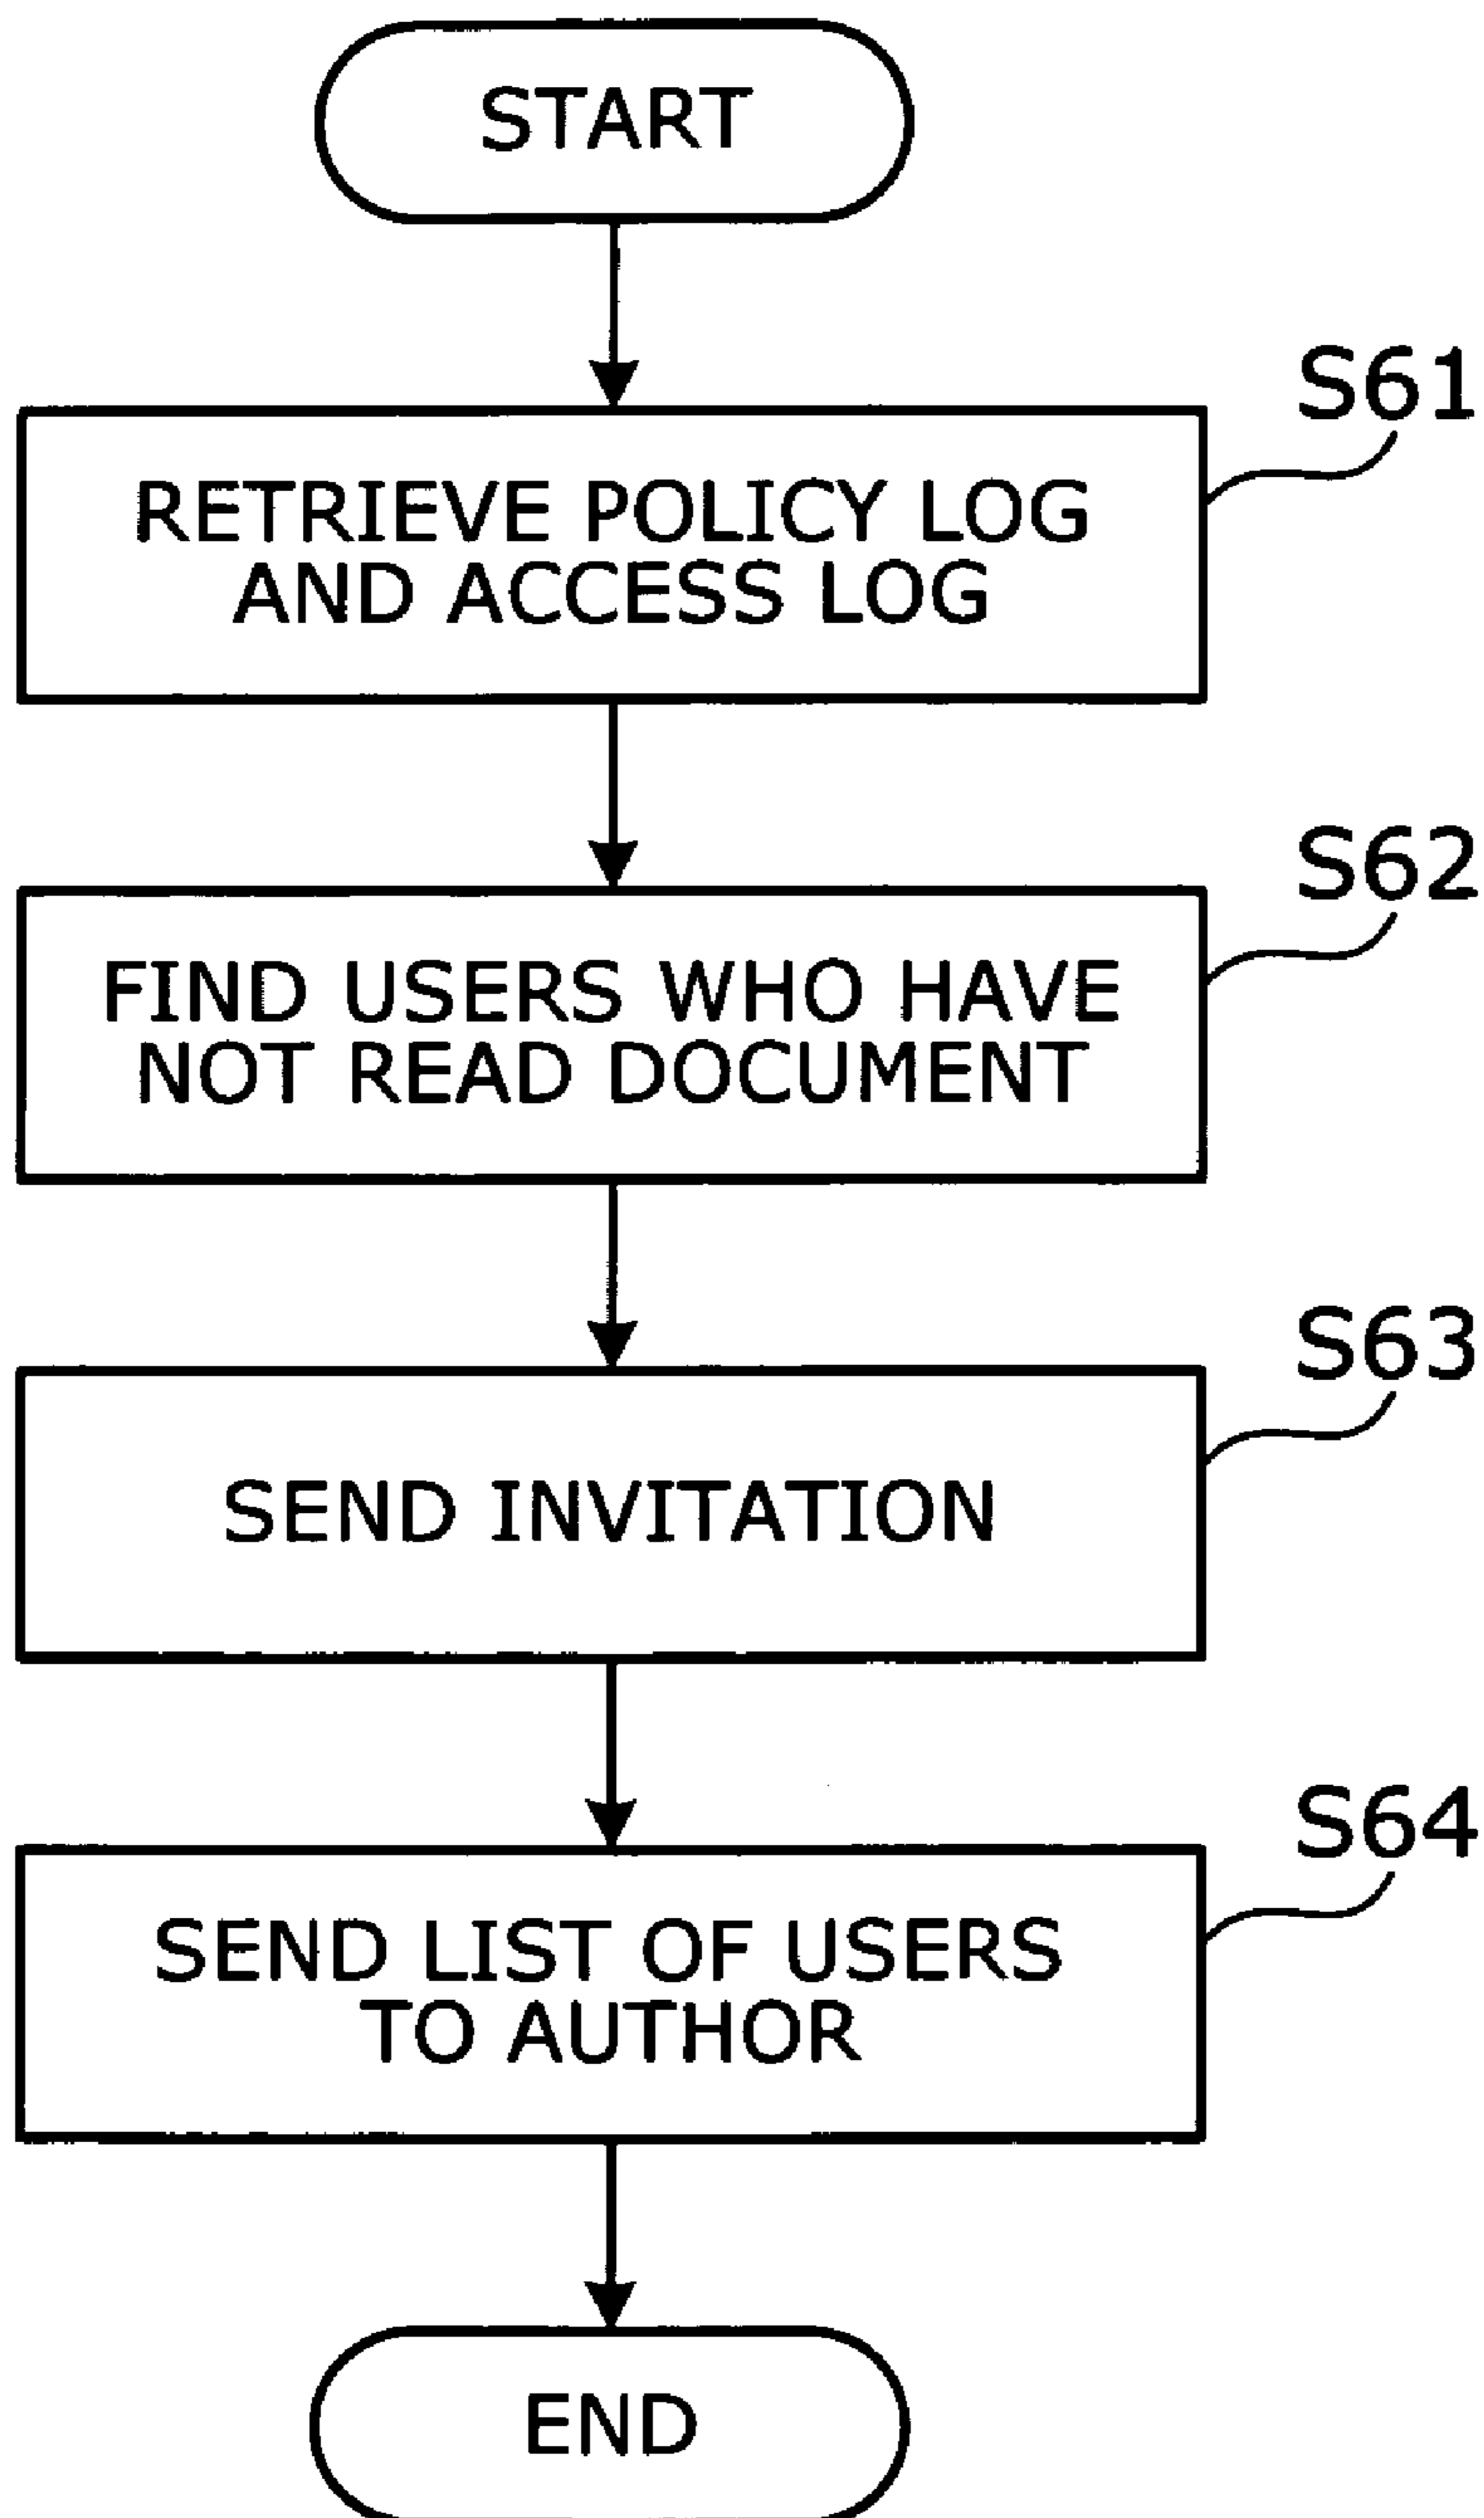 START
S61
RETRIEVE POLICY LOG
AND ACCESS LOG
S62
FIND USERS WHO HAVE
NOT READ DOCUMENT
S63
SEND INVITATION
S64
SEND LIST OF USERS
TO AUTHOR
END